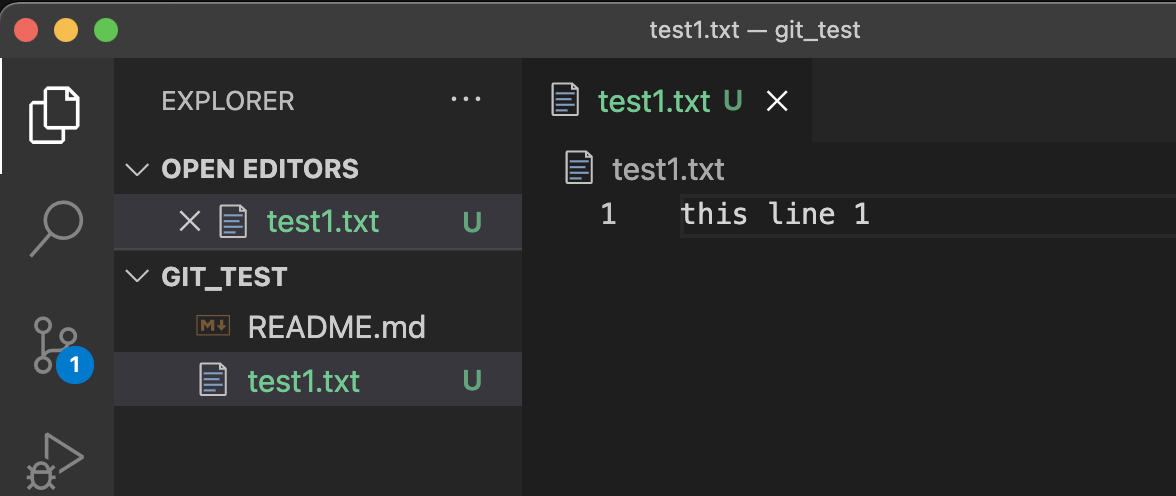 test1.txt — git_test
EXPLORER ...
OPEN EDITORS
test1.txt U
GIT_TEST
README.md
test1.txt U
1
test1.txt U
test1.txt
1 this line 1